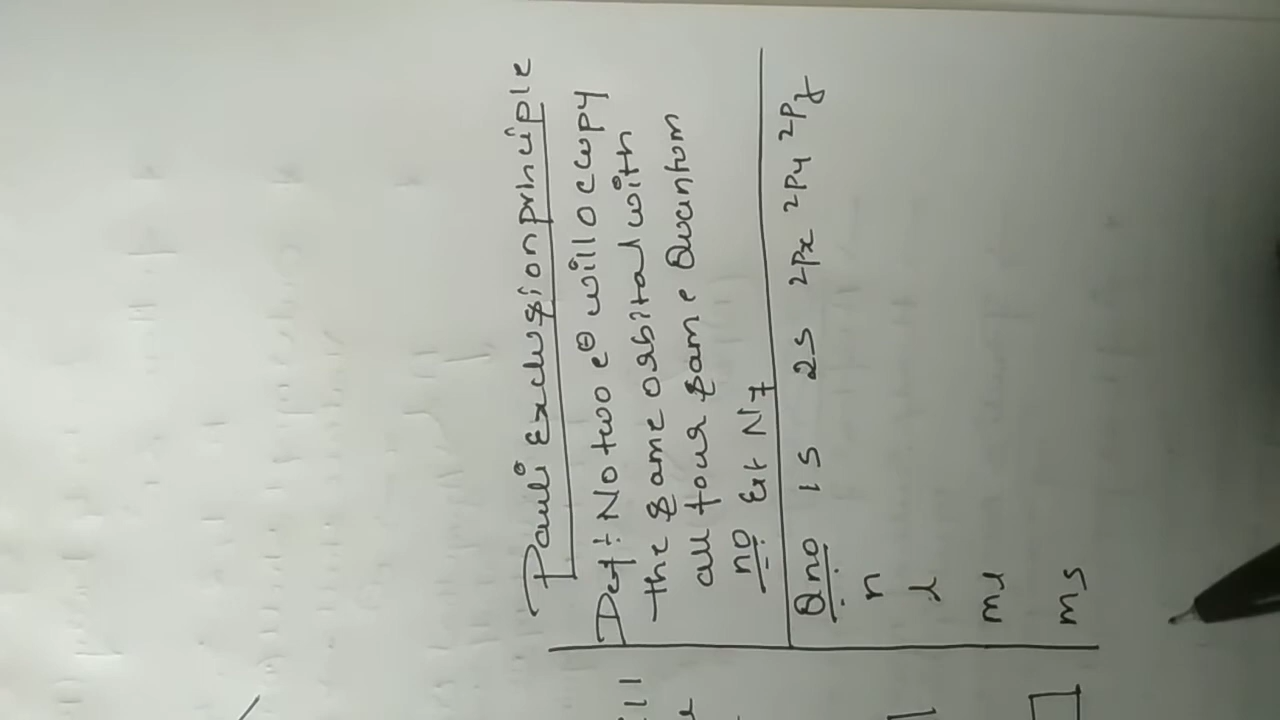 Pauli Exclusion principle
Def: No two e⊖ will occupy
the same orbital with
all four same Quantum
no Ex: N7
Qno 1S 2S 2Px 2Py 2Pz
n
l
ml
ms